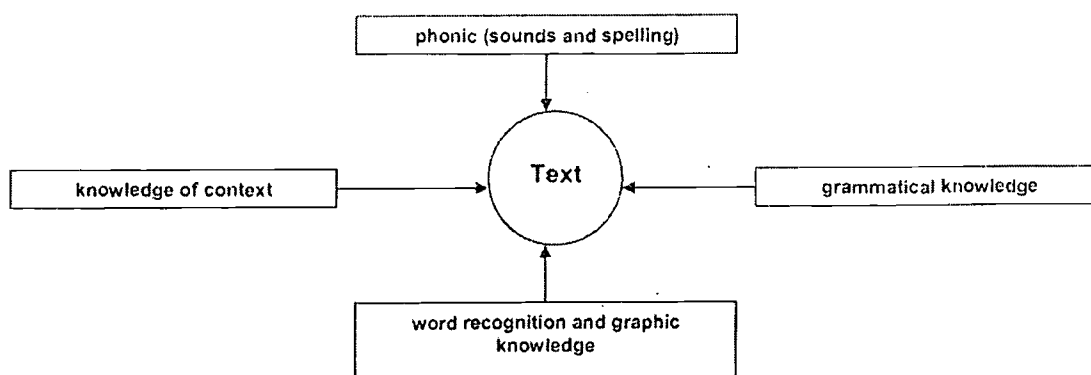 phonic (sounds and spelling)
Text
knowledge of context
grammatical knowledge
word recognition and graphic
knowledge